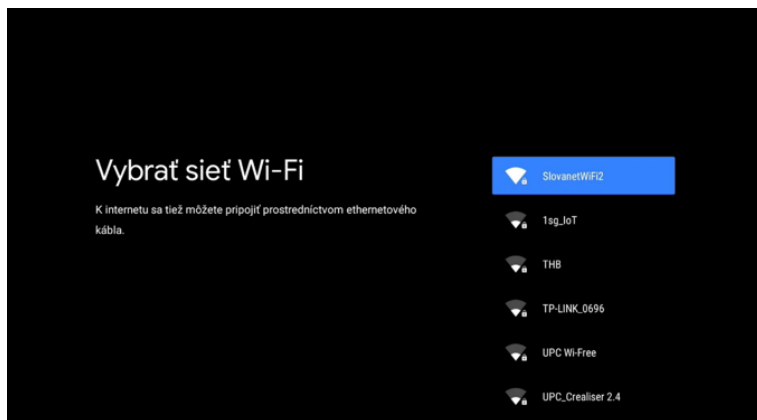 Vybrať sieť Wi-Fi
K internetu sa tiež môžete pripojiť prostredníctvom ethernetového
kábla.
SlovanetWiFi2
1sg_IoT
THB
TP-LINK_0696
UPC Wi-Free
UPC_Crealiser 2.4